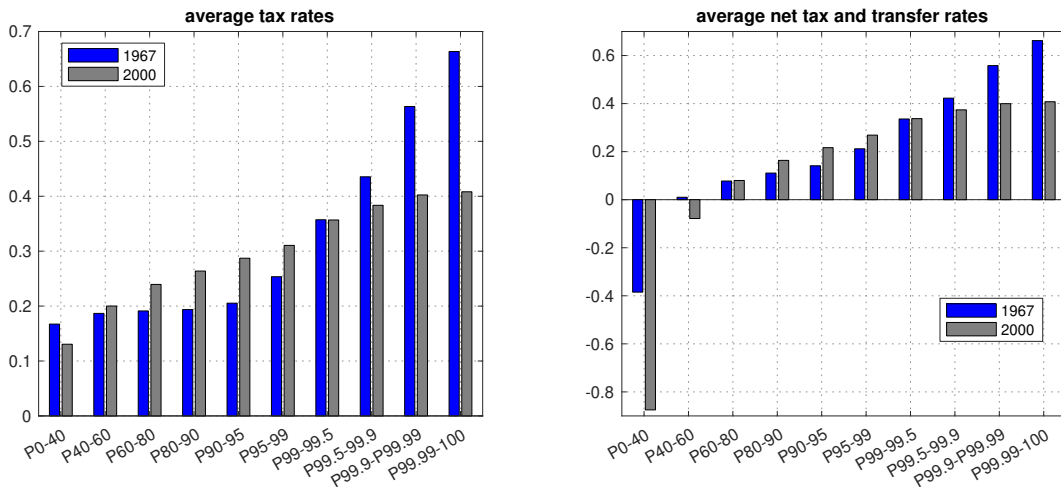 average tax rates
0.7
0.6
0.5
0.4
0.3
0.2
0.1
0
1967
2000
P0-40
P40-60
P60-80
P80-90
P90-95
P95-99
P99-99.5
P99.5-99.9
P99.9-P99.99
P99.99-100
average net tax and transfer rates
0.6
0.4
0.2
0
-0.2
-0.4
-0.6
-0.8
1967
2000
P0-40
P40-60
P60-80
P80-90
P90-95
P95-99
P99-99.5
P99.5-99.9
P99.9-P99.99
P99.99-100